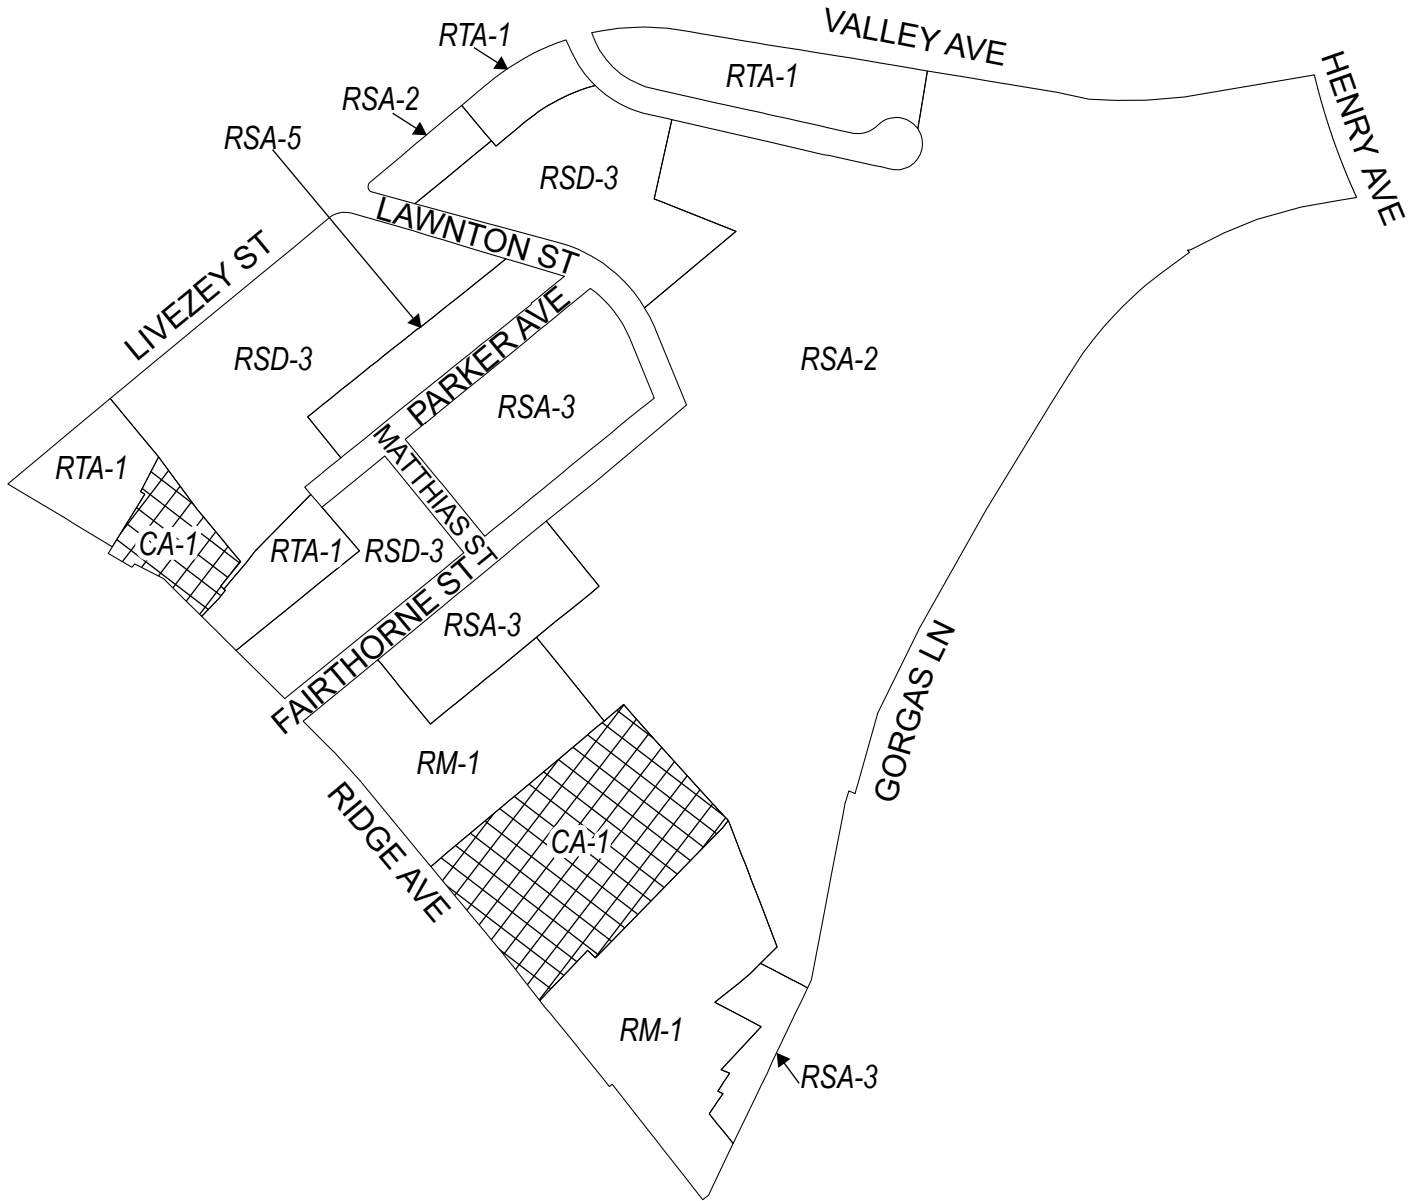 VALLEY AVE
RTA-1
HENRY AVE
RTA-1
RSA-2
RSA-5
RSD-3
LAWNTON ST
LIVEZEY ST
PARKER AVE
RSD-3
RSA-2
RSA-3
MATTHIAS ST
RTA-1
CA-1
RTA-1
RSD-3
FAIRTHORNE ST
RSA-3
GORGAS LN
RM-1
RIDGE AVE
CA-1
RM-1
RSA-3